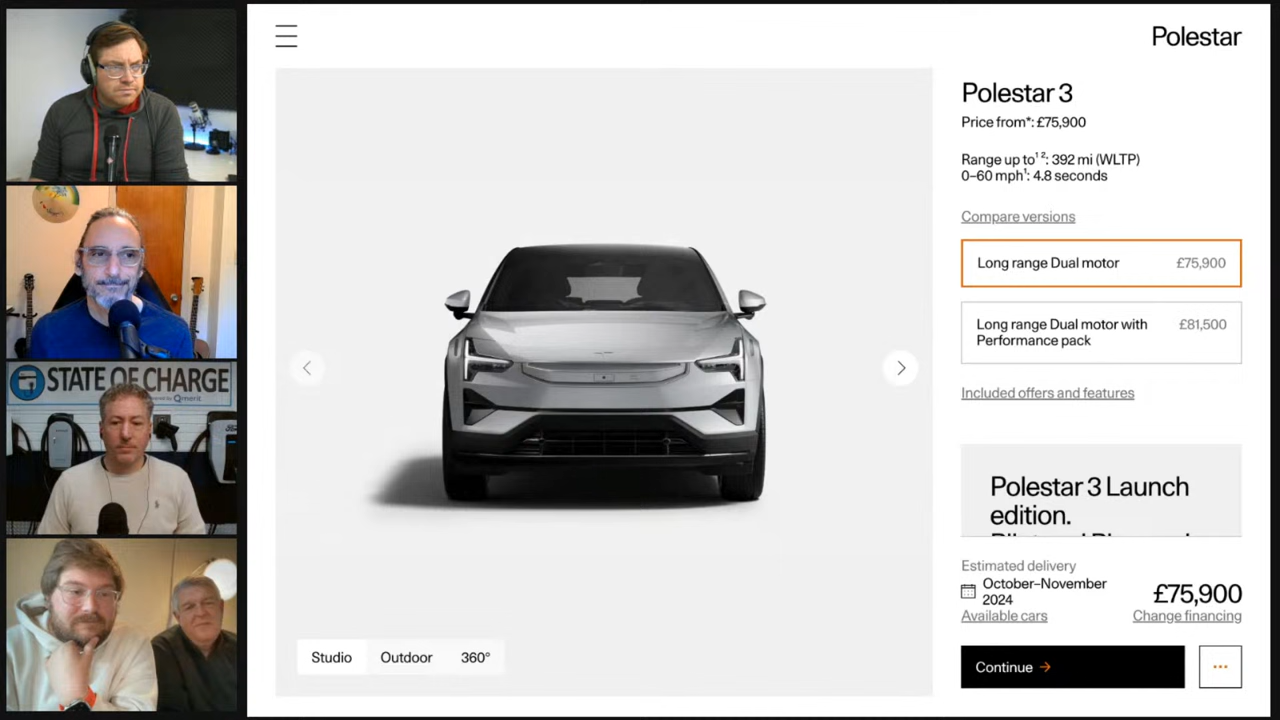 STATE OF CHARGE
powered by Qmerit
Polestar
Polestar 3
Price from*: £75,900
Range up to¹ ²: 392 mi (WLTP)
0–60 mph¹: 4.8 seconds
Compare versions
Long range Dual motor £75,900
Long range Dual motor with £81,500
Performance pack
Included offers and features
Polestar 3 Launch
edition.
Estimated delivery
October–November
2024
£75,900
Available cars
Change financing
Studio Outdoor 360°
Continue →